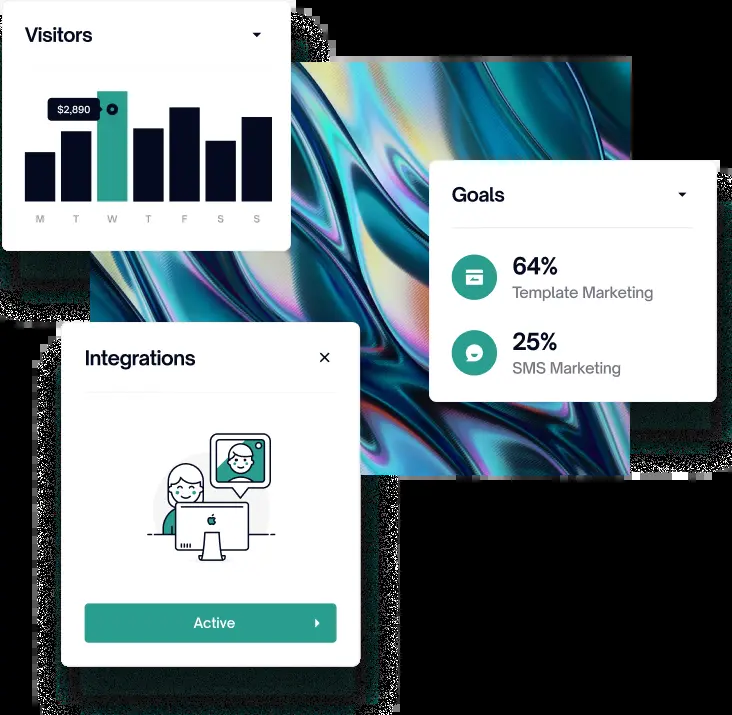 Visitors
$2,890
M T W T F S S
Goals
64%
Template Marketing
25%
SMS Marketing
Integrations
Active